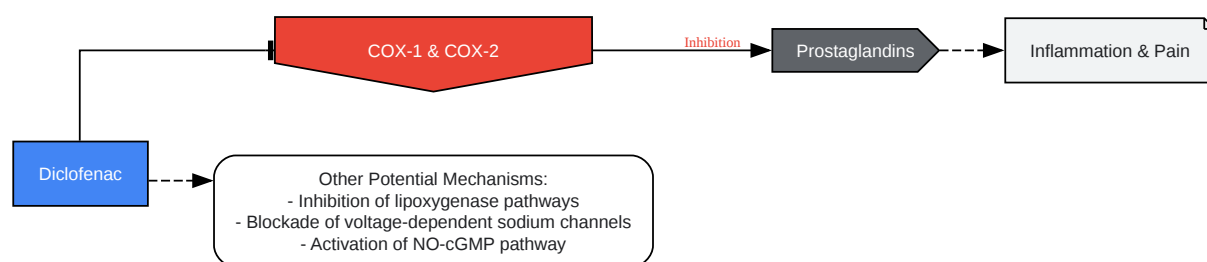 COX-1 & COX-2
Inhibition
Prostaglandins
Inflammation & Pain
Diclofenac
Other Potential Mechanisms:
- Inhibition of lipoxygenase pathways
- Blockade of voltage-dependent sodium channels
- Activation of NO-cGMP pathway